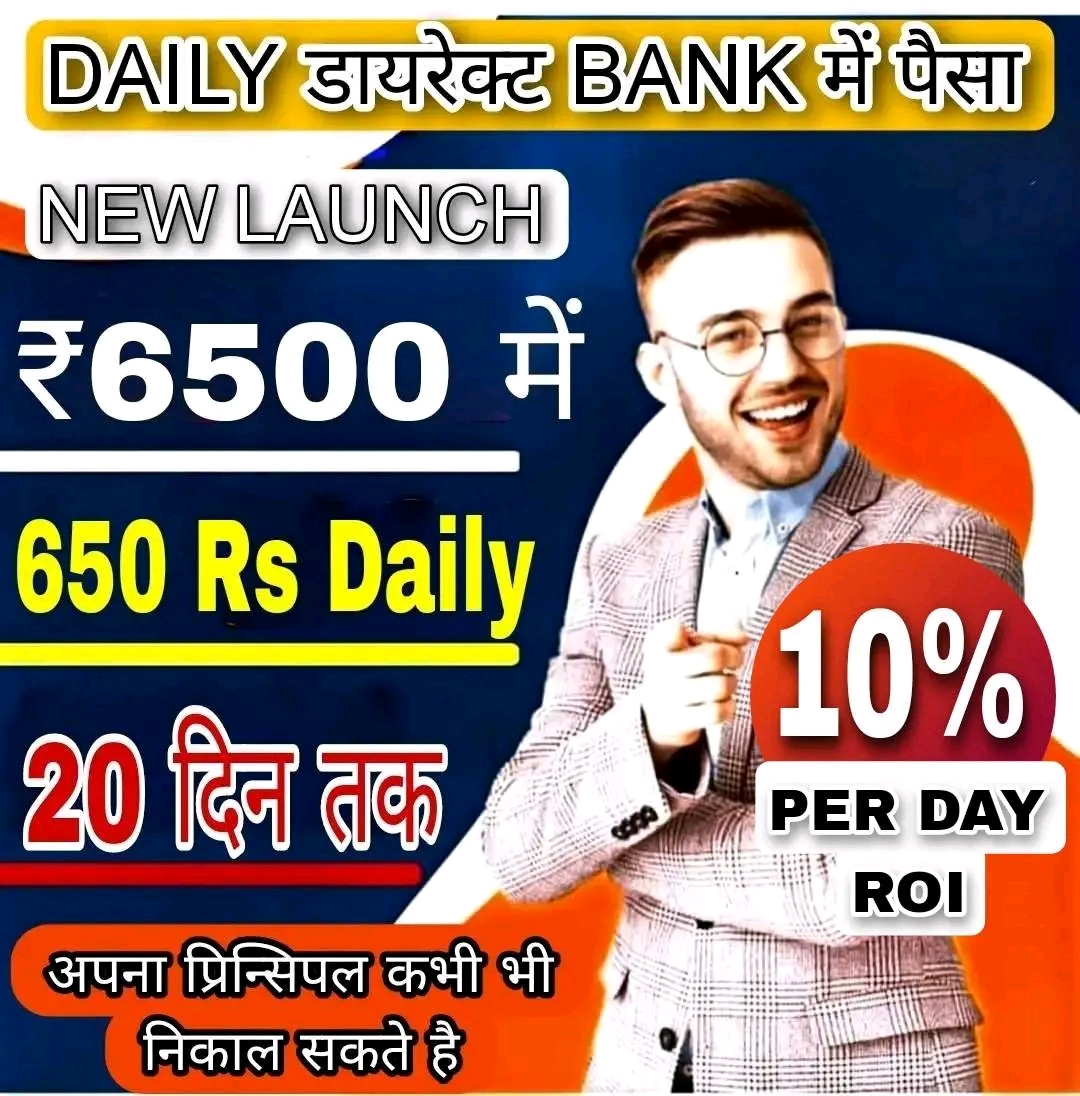 DAILY डायरेक्ट BANK में पैसा
NEW LAUNCH
₹6500 में
650 Rs Daily
20 दिन तक
10%
PER DAY
ROI
अपना प्रिन्सिपल कभी भी
निकाल सकते है